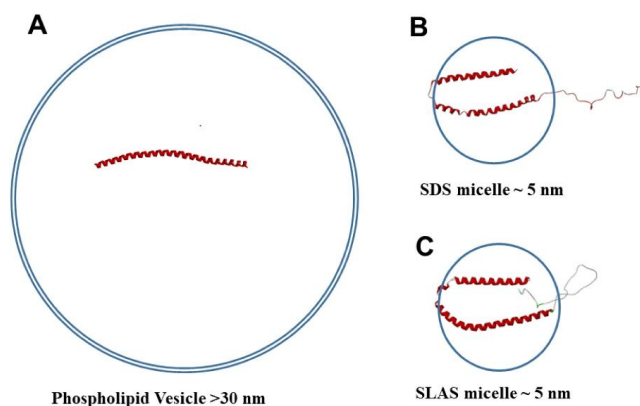 A
Phospholipid Vesicle >30 nm
B
SDS micelle ~ 5 nm
C
SLAS micelle ~ 5 nm